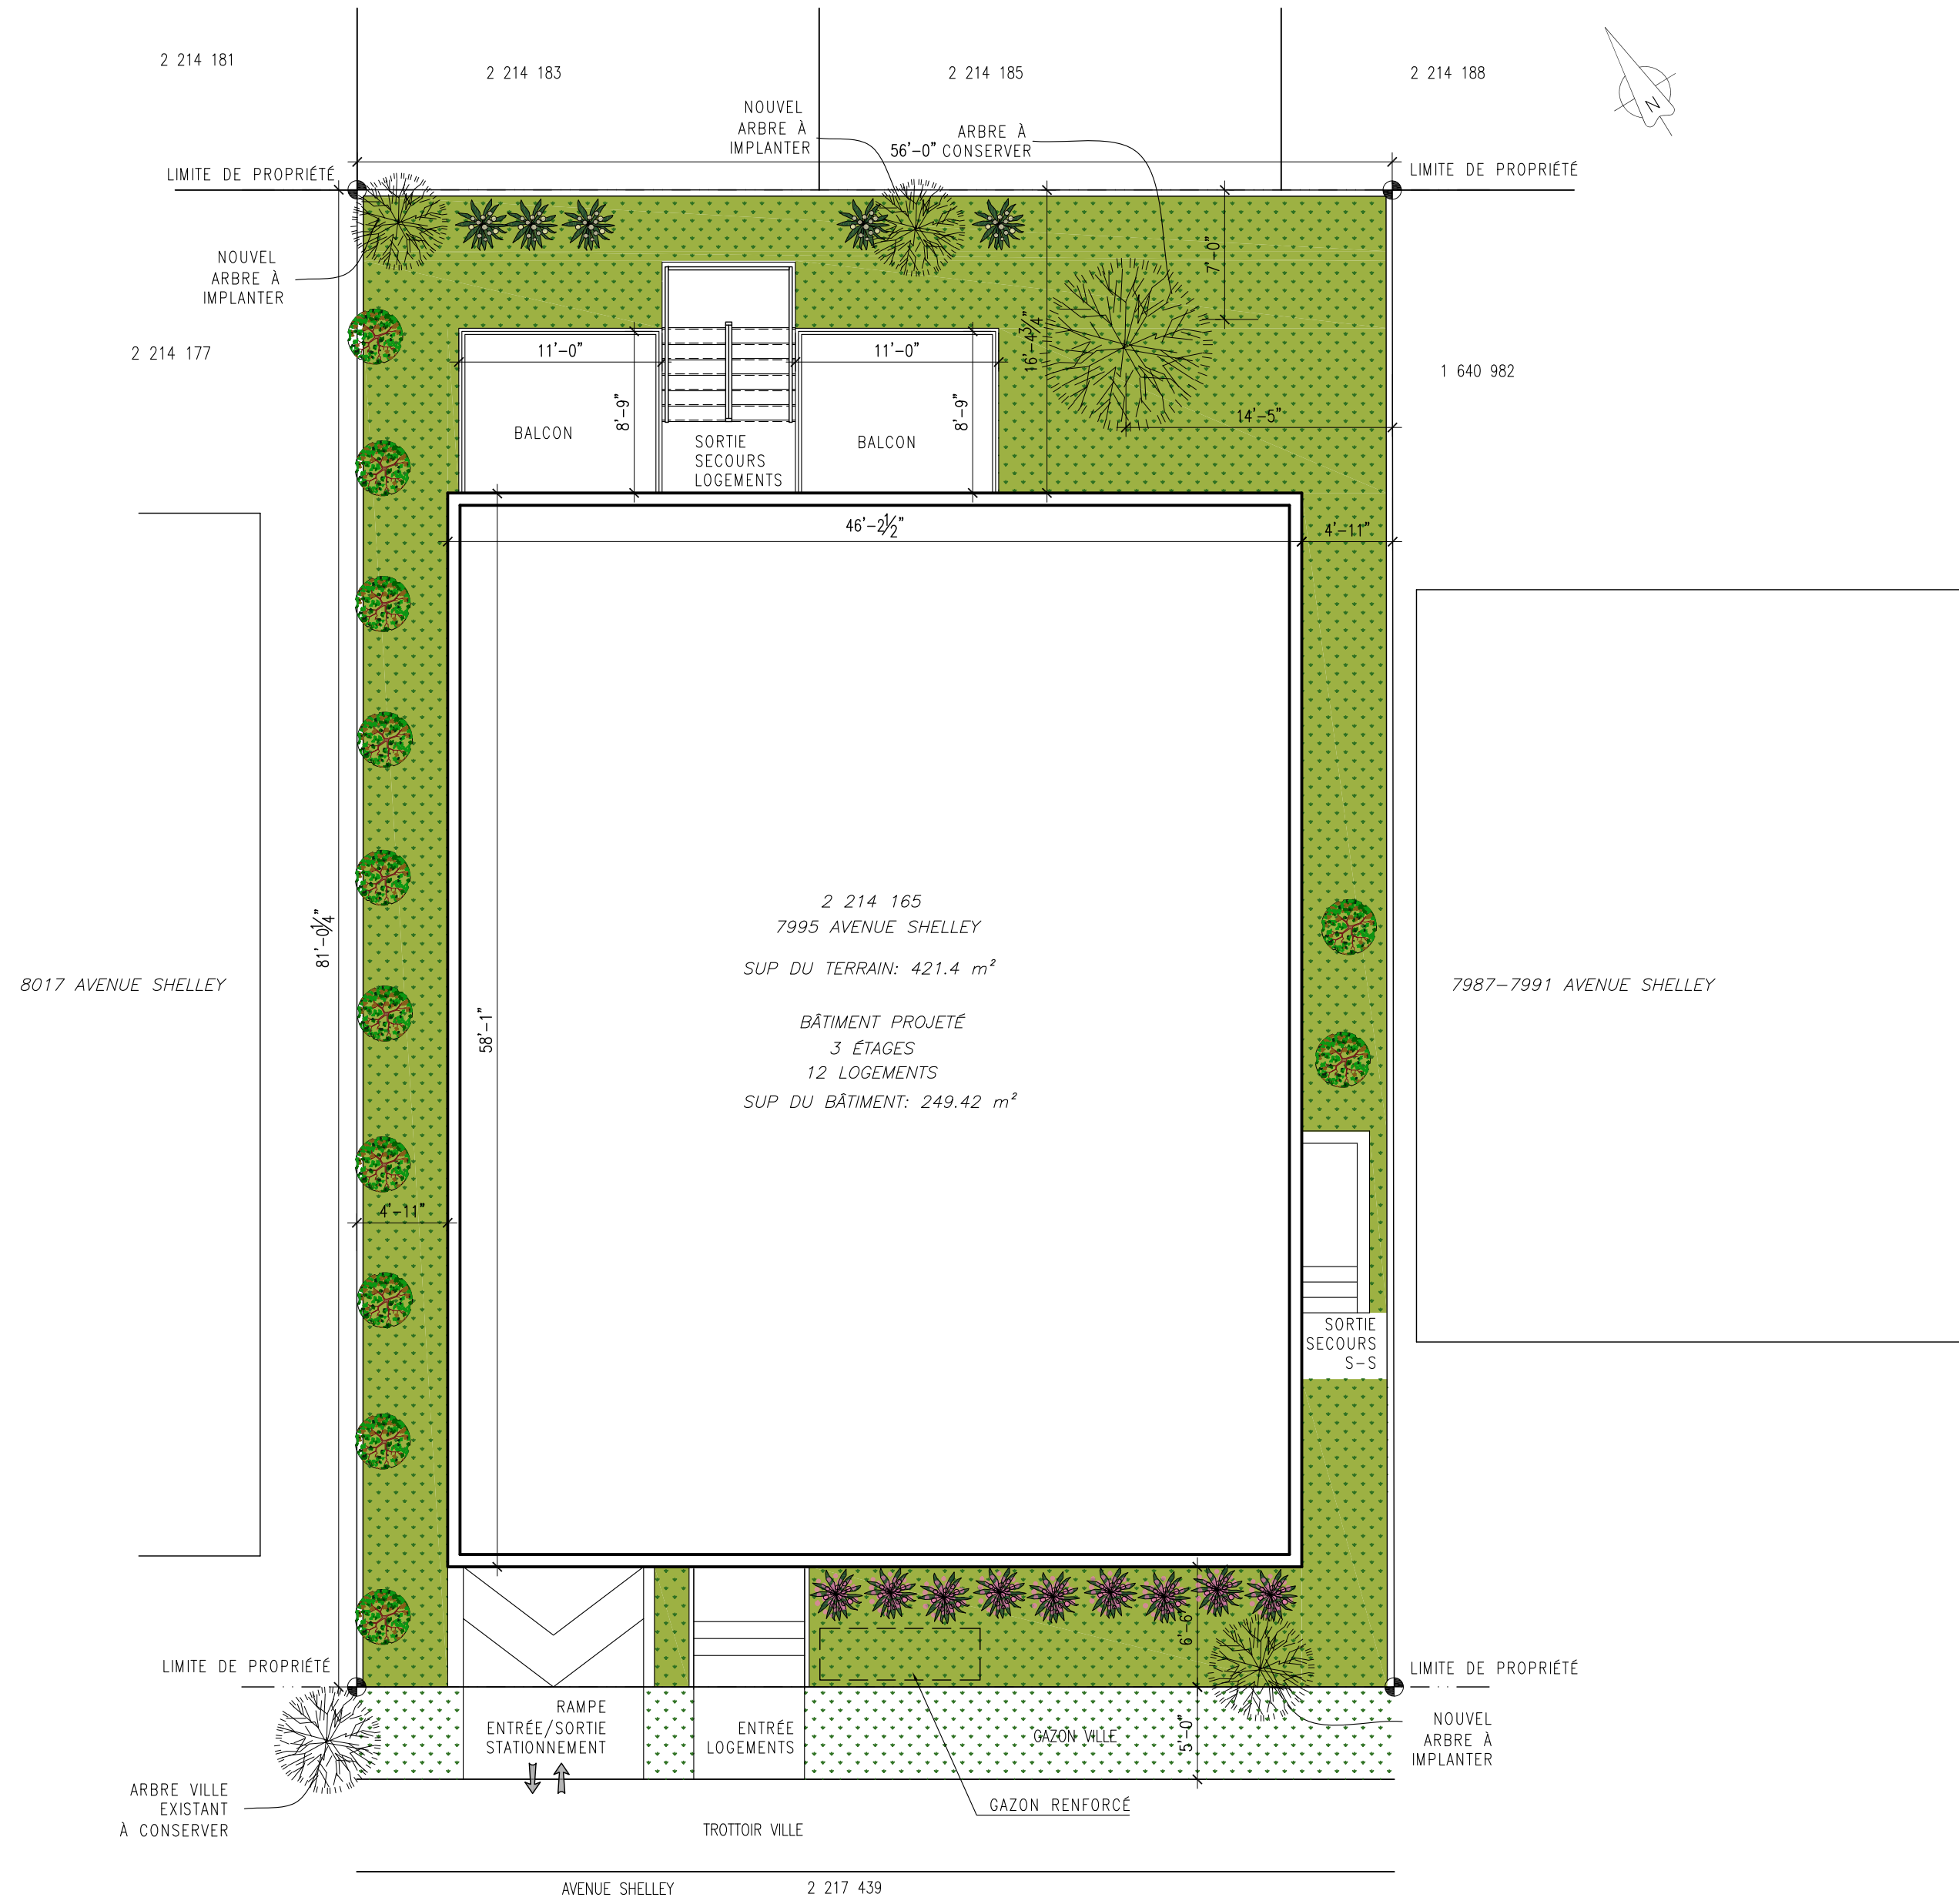 2 214 181
2 214 183
2 214 185
2 214 188
N
NOUVEL
ARBRE À
IMPLANTER
ARBRE À
CONSERVER
56'-0"
LIMITE DE PROPRIÉTÉ
LIMITE DE PROPRIÉTÉ
NOUVEL
ARBRE À
IMPLANTER
7'-0"
16'-4 3/4"
2 214 177
1 640 982
11'-0"
11'-0"
8'-9"
8'-9"
14'-5"
BALCON
SORTIE
SECOURS
LOGEMENTS
BALCON
46'-2 1/2"
4'-11"
81'-0 1/4"
58'-1"
2 214 165
7995 AVENUE SHELLEY
SUP DU TERRAIN: 421.4 m²
8017 AVENUE SHELLEY
7987-7991 AVENUE SHELLEY
BÂTIMENT PROJETÉ
3 ÉTAGES
12 LOGEMENTS
SUP DU BÂTIMENT: 249.42 m²
4'-11"
SORTIE
SECOURS
S-S
6'-6"
LIMITE DE PROPRIÉTÉ
LIMITE DE PROPRIÉTÉ
RAMPE
ENTRÉE/SORTIE
STATIONNEMENT
ENTRÉE
LOGEMENTS
GAZON VILLE
5'-0"
NOUVEL
ARBRE À
IMPLANTER
ARBRE VILLE
EXISTANT
À CONSERVER
GAZON RENFORCÉ
TROTTOIR VILLE
AVENUE SHELLEY
2 217 439